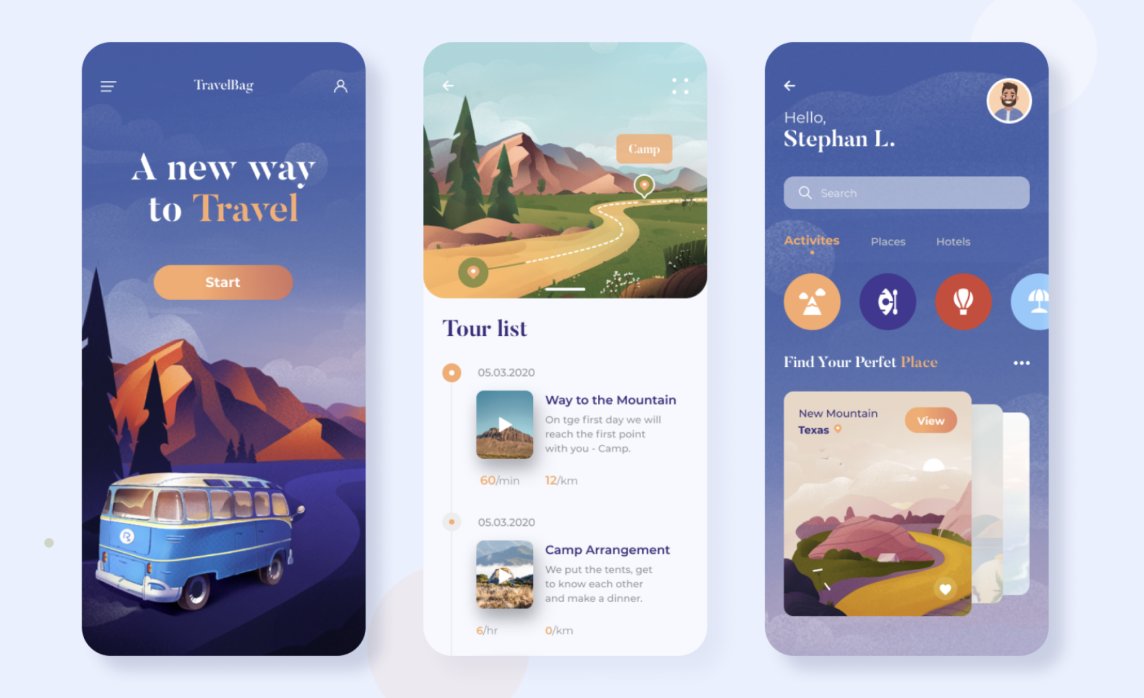 TravelBag
A new way
to Travel
Start
Camp
Tour list
05.03.2020
Way to the Mountain
On tge first day we will
reach the first point
with you - Camp.
60/min 12/km
05.03.2020
Camp Arrangement
We put the tents, get
to know each other
and make a dinner.
6/hr 0/km
Hello,
Stephan L.
Search
Activites Places Hotels
Find Your Perfet Place
New Mountain
Texas
View